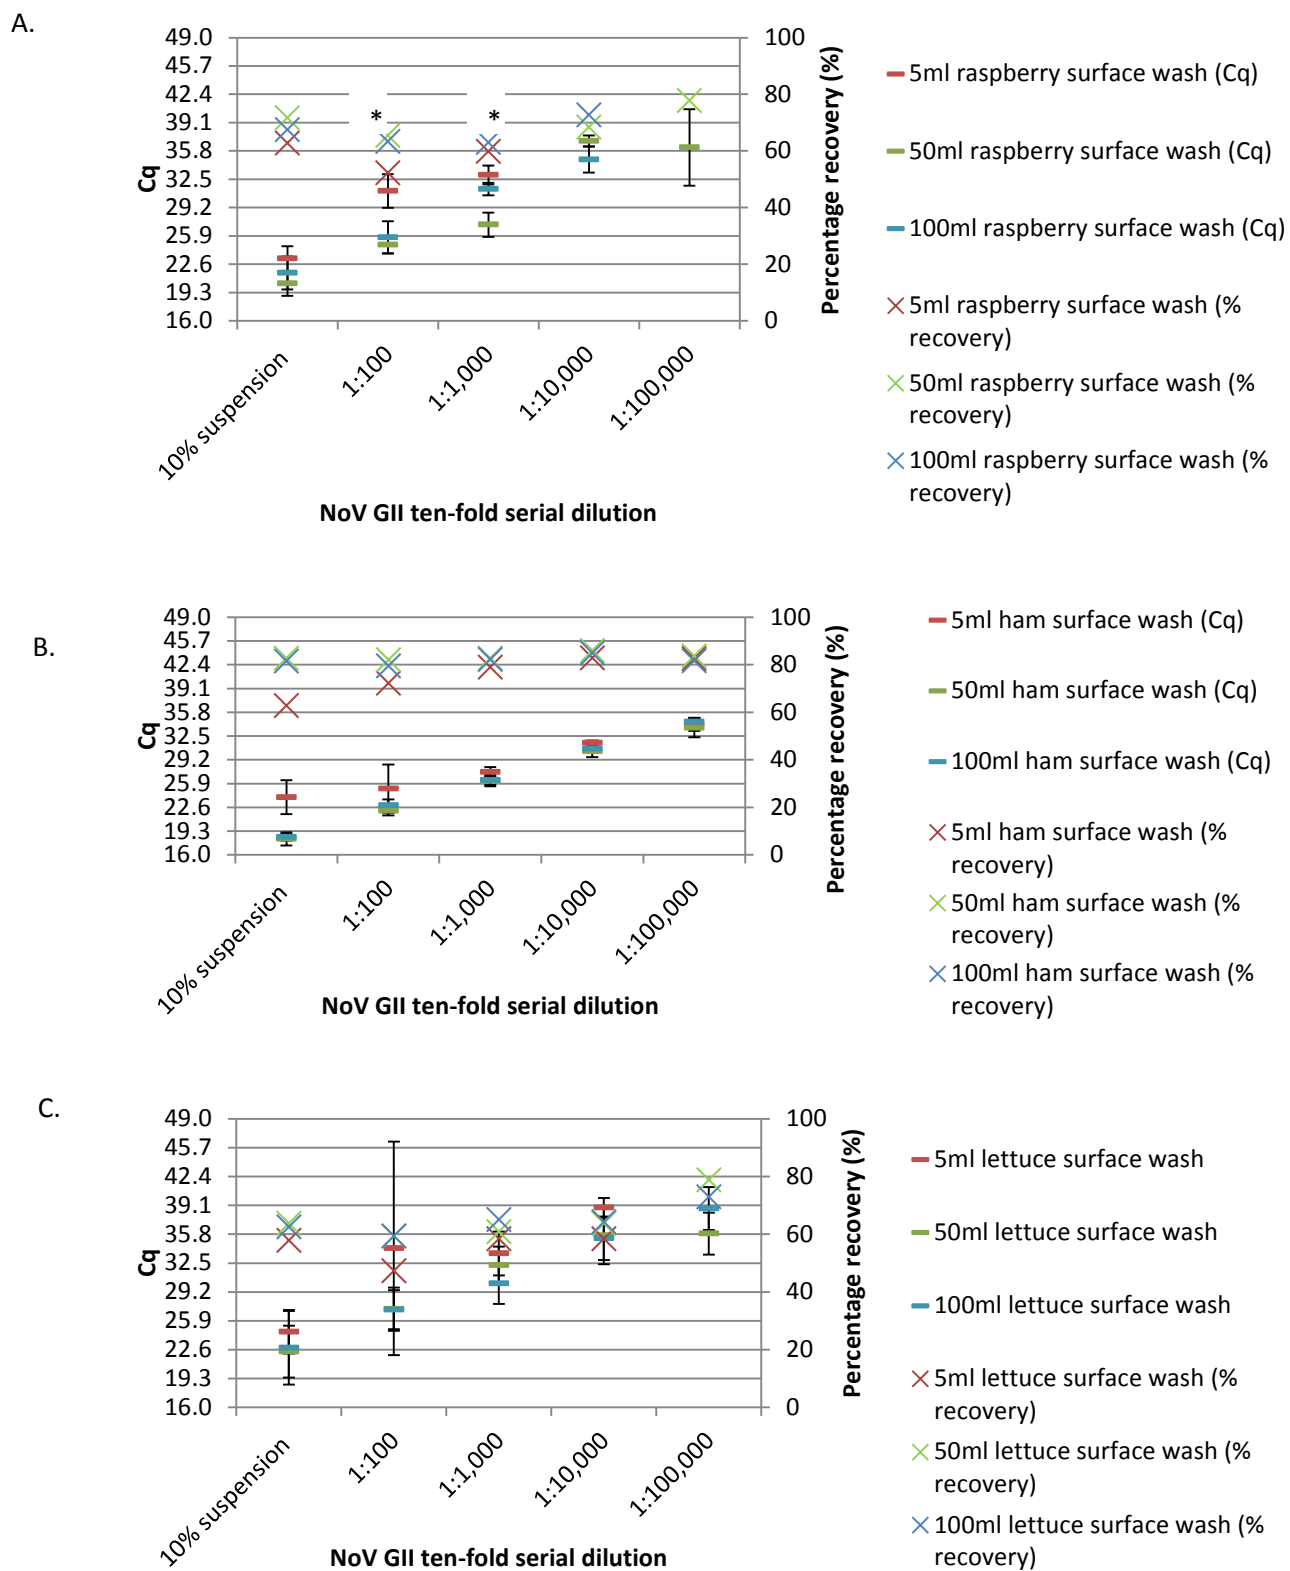 A.
49.0
45.7
42.4
39.1
35.8
32.5
29.2
25.9
22.6
19.3
16.0
Cq
100
80
60
40
20
0
Percentage recovery (%)
*
*
10% suspension
1:100
1:1,000
1:10,000
1:100,000
NoV GII ten-fold serial dilution
5ml raspberry surface wash (Cq)
50ml raspberry surface wash (Cq)
100ml raspberry surface wash (Cq)
5ml raspberry surface wash (%
recovery)
50ml raspberry surface wash (%
recovery)
100ml raspberry surface wash (%
recovery)
B.
49.0
45.7
42.4
39.1
35.8
32.5
29.2
25.9
22.6
19.3
16.0
Cq
100
80
60
40
20
0
Percentage recovery (%)
10% suspension
1:100
1:1,000
1:10,000
1:100,000
NoV GII ten-fold serial dilution
5ml ham surface wash (Cq)
50ml ham surface wash (Cq)
100ml ham surface wash (Cq)
5ml ham surface wash (%
recovery)
50ml ham surface wash (%
recovery)
100ml ham surface wash (%
recovery)
C.
49.0
45.7
42.4
39.1
35.8
32.5
29.2
25.9
22.6
19.3
16.0
Cq
100
80
60
40
20
0
Percentage recovery (%)
10% suspension
1:100
1:1,000
1:10,000
1:100,000
NoV GII ten-fold serial dilution
5ml lettuce surface wash
50ml lettuce surface wash
100ml lettuce surface wash
5ml lettuce surface wash (%
recovery)
50ml lettuce surface wash (%
recovery)
100ml lettuce surface wash (%
recovery)